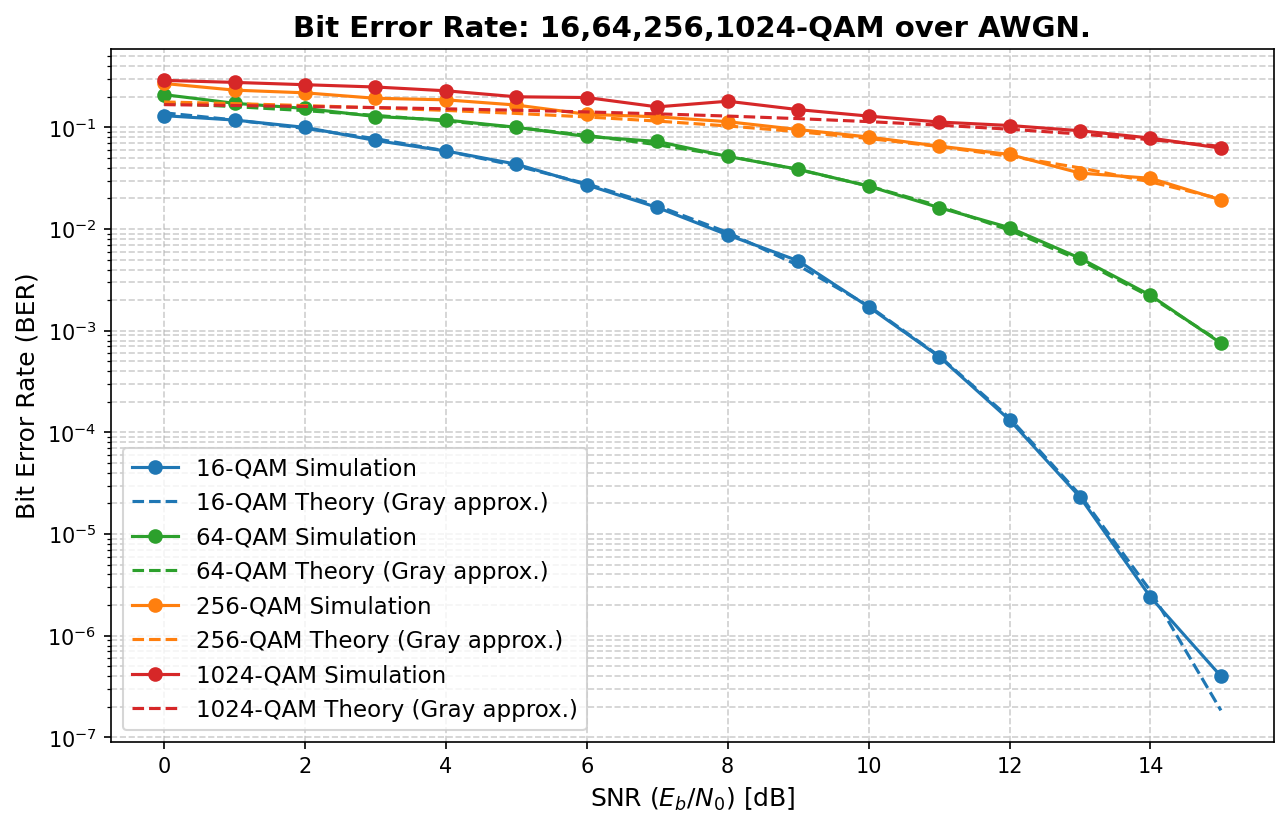 Bit Error Rate: 16,64,256,1024-QAM over AWGN.
Bit Error Rate (BER)
10⁻¹
10⁻²
10⁻³
10⁻⁴
10⁻⁵
10⁻⁶
10⁻⁷
16-QAM Simulation
16-QAM Theory (Gray approx.)
64-QAM Simulation
64-QAM Theory (Gray approx.)
256-QAM Simulation
256-QAM Theory (Gray approx.)
1024-QAM Simulation
1024-QAM Theory (Gray approx.)
0 2 4 6 8 10 12 14
SNR (E_b/N_0) [dB]